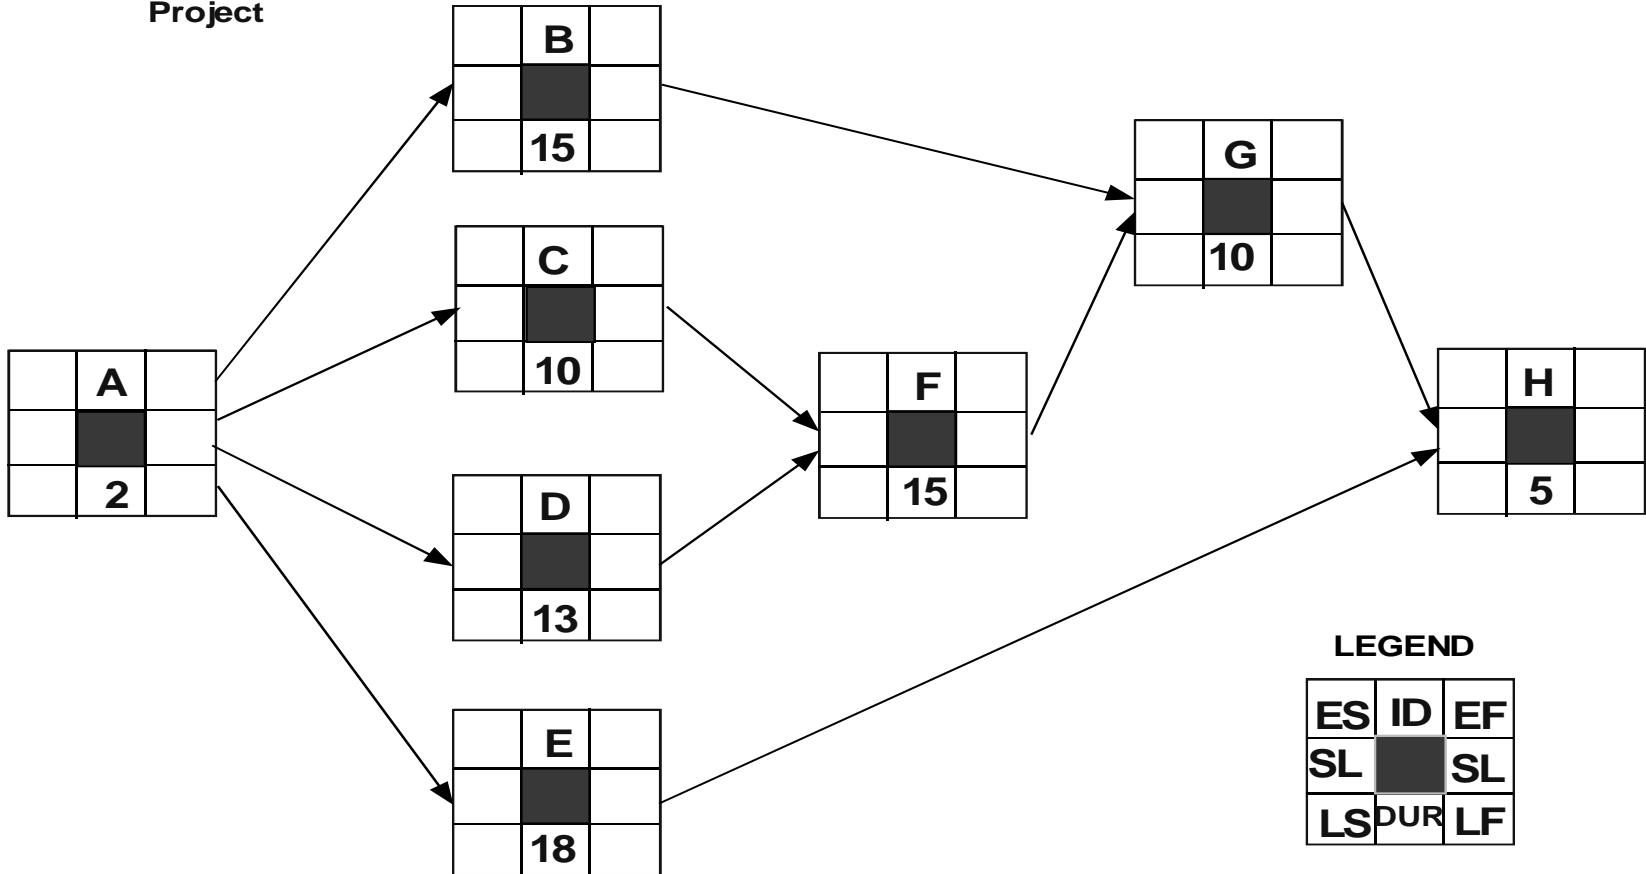 Project
B
15
G
10
C
10
A
2
F
15
H
5
D
13
E
18
LEGEND
ES ID EF
SL SL
LS DUR LF